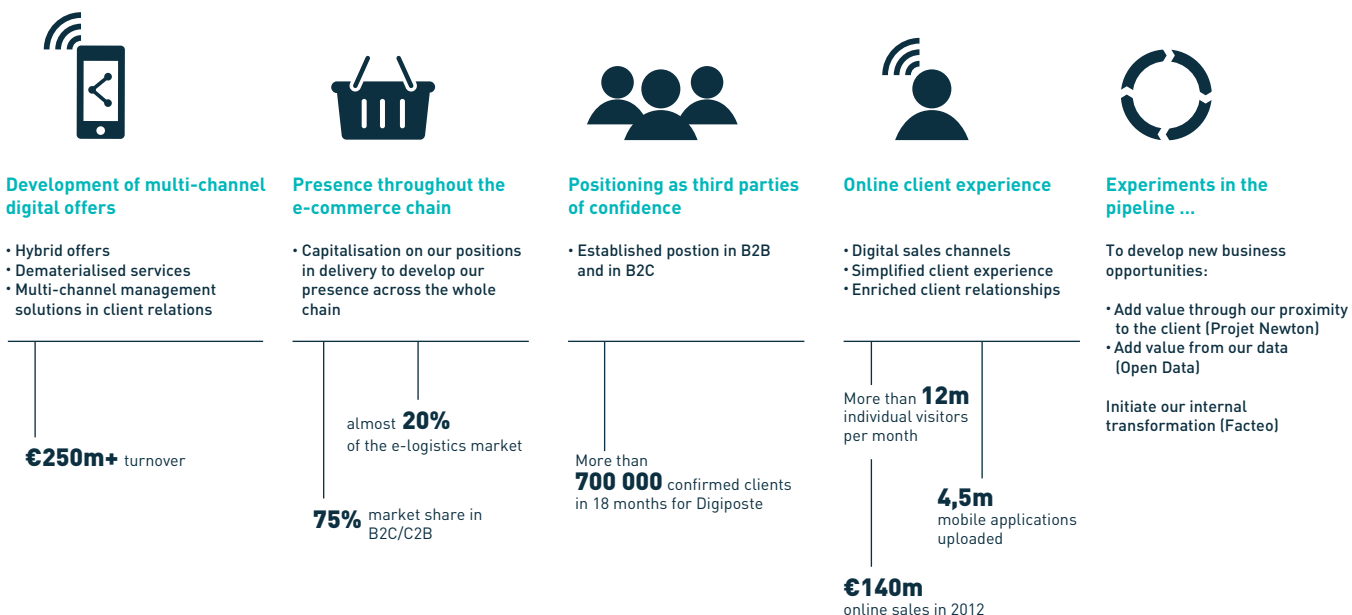 Development of multi-channel
digital offers
• Hybrid offers
• Dematerialised services
• Multi-channel management
solutions in client relations
€250m+ turnover
Presence throughout the
e-commerce chain
• Capitalisation on our positions
in delivery to develop our
presence across the whole
chain
almost 20%
of the e-logistics market
75% market share in
B2C/C2B
Positioning as third parties
of confidence
• Established postion in B2B
and in B2C
More than
700 000 confirmed clients
in 18 months for Digiposte
Online client experience
• Digital sales channels
• Simplified client experience
• Enriched client relationships
More than 12m
individual visitors
per month
4,5m
mobile applications
uploaded
€140m
online sales in 2012
Experiments in the
pipeline ...
To develop new business
opportunities:
• Add value through our proximity
to the client (Projet Newton)
• Add value from our data
(Open Data)
Initiate our internal
transformation (Facteo)